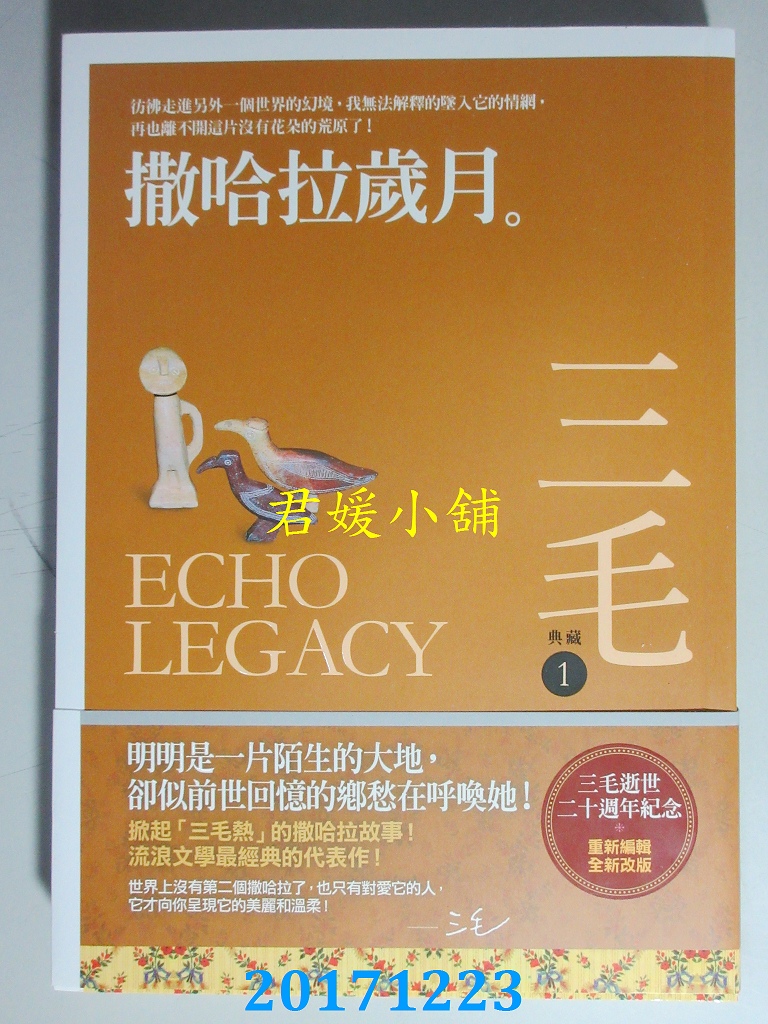 彷彿走進另外一個世界的幻境，我無法解釋的墜入它的情網，
再也離不開這片沒有花朵的荒原了！
撒哈拉歲月。
三毛
君媛小舖
ECHO
LEGACY
典藏
1
明明是一片陌生的大地，
卻似前世回憶的鄉愁在呼喚她！
掀起「三毛熱」的撒哈拉故事！
流浪文學最經典的代表作！
世界上沒有第二個撒哈拉了，也只有對愛它的人，
它才向你呈現它的美麗和溫柔！
——三毛
三毛逝世
二十週年紀念
重新編輯
全新改版
20171223